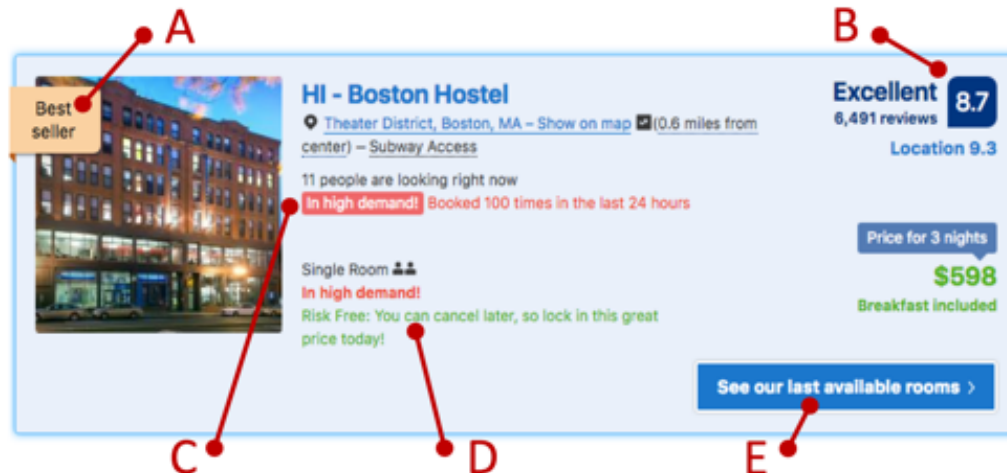 A
B
Best
seller
HI - Boston Hostel
Theater District, Boston, MA – Show on map (0.6 miles from
center) – Subway Access
11 people are looking right now
In high demand! Booked 100 times in the last 24 hours
Single Room
In high demand!
Risk Free: You can cancel later, so lock in this great
price today!
Excellent 8.7
6,491 reviews
Location 9.3
Price for 3 nights
$598
Breakfast included
See our last available rooms >
C
D
E